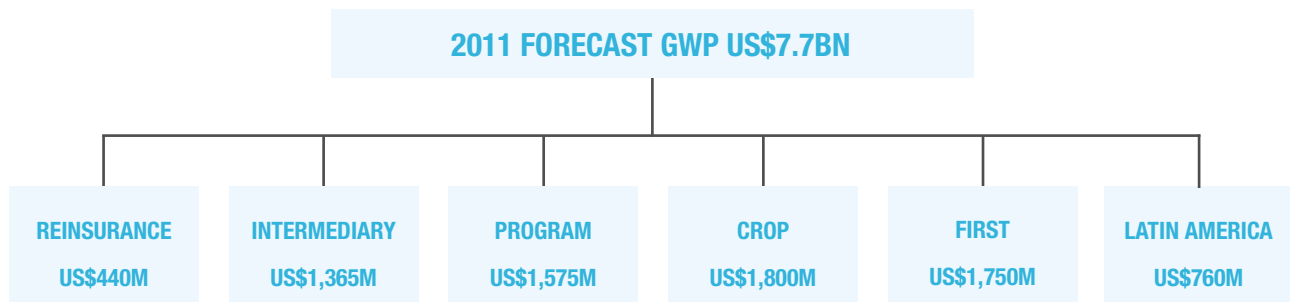 2011 FORECAST GWP US$7.7BN
REINSURANCE
US$440M
INTERMEDIARY
US$1,365M
PROGRAM
US$1,575M
CROP
US$1,800M
FIRST
US$1,750M
LATIN AMERICA
US$760M